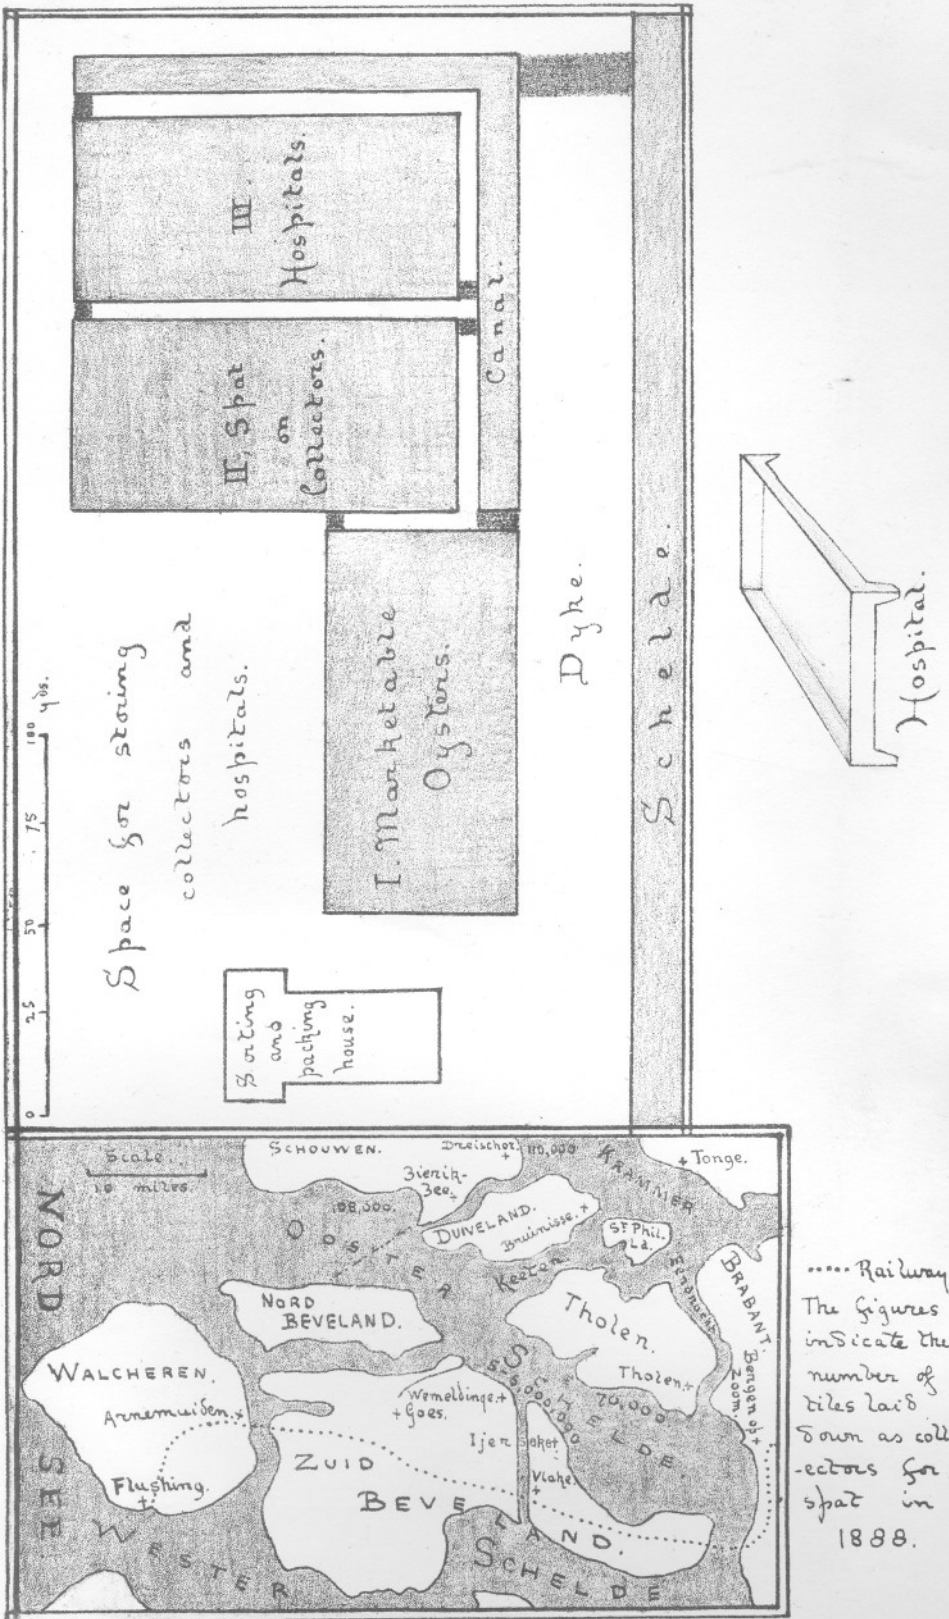 III.
Hospitals.
II, Spat
on
Collectors.
Canal.
I. Marketable
Oysters.
Dyke.
Schelde.
Hospital.
Space for storing
collectors and
hospitals.
0 25 50 75 100 yds.
Sorting
and
packing
house.
Scale..
10 miles.
NORD SEE
SCHOUWEN.
Dreischor
110,000
Zierik-
zee
KRAMMER
Tonge.
108,000.
OOSTER SCHELDE.
DUIVELAND.
Bruinisse.
St Phil.
Ld.
Keeten
NORD
BEVELAND.
Tholen.
Tholen.
BRABANT.
Bergen op
Zoom.
WALCHEREN.
Arnemuiden.
Flushing.
Wemeldinge.
Goes.
70,000
Vlake
ZUID
BEVELAND.
WESTER SCHELDE
..... Railway
The figures
indicate the
number of
tiles laid
down as coll
-ectors for
spat in
1888.